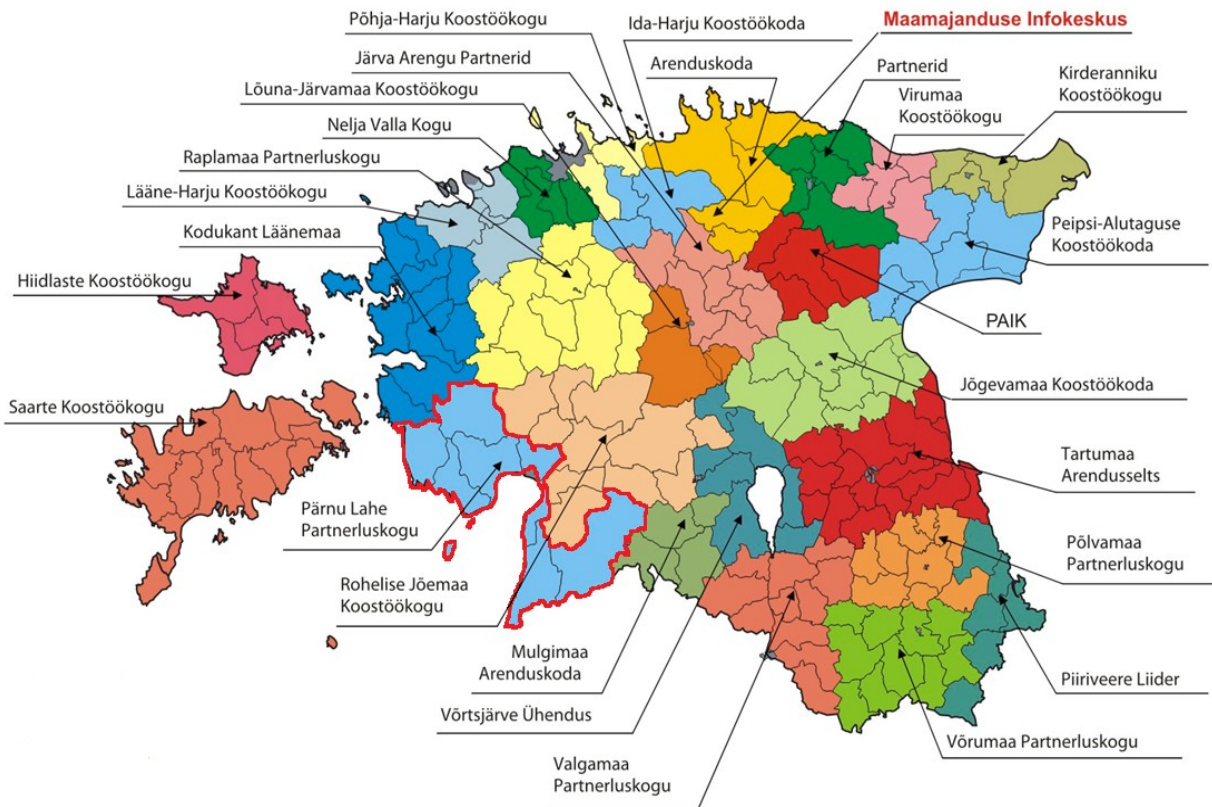 Põhja-Harju Koostöökogu
Ida-Harju Koostöökoda
Maamajanduse Infokeskus
Järva Arengu Partnerid
Arenduskoda
Partnerid
Kirderanniku
Koostöökogu
Lõuna-Järvamaa Koostöökogu
Virumaa
Koostöökogu
Nelja Valla Kogu
Raplamaa Partnerluskogu
Lääne-Harju Koostöökogu
Kodukant Läänemaa
Peipsi-Alutaguse
Koostöökoda
Hiidlaste Koostöökogu
PAIK
Jõgevamaa Koostöökoda
Saarte Koostöökogu
Tartumaa
Arendusselts
Pärnu Lahe
Partnerluskogu
Põlvamaa
Partnerluskogu
Rohelise Jõemaa
Koostöökogu
Mulgimaa
Arenduskoda
Piiriveere Liider
Võrtsjärve Ühendus
Võrumaa Partnerluskogu
Valgamaa
Partnerluskogu